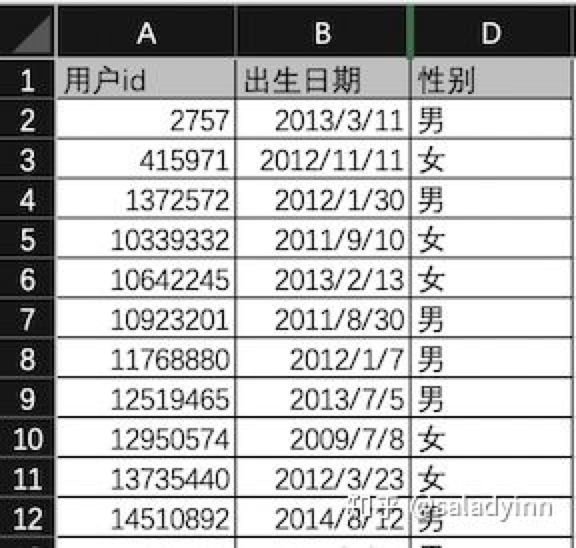 A B D
1 用户id 出生日期 性别
2 2757 2013/3/11 男
3 415971 2012/11/11 女
4 1372572 2012/1/30 男
5 10339332 2011/9/10 女
6 10642245 2013/2/13 女
7 10923201 2011/8/30 男
8 11768880 2012/1/7 男
9 12519465 2013/7/5 男
10 12950574 2009/7/8 女
11 13735440 2012/3/23 女
12 14510892 2014/8/12 男
知乎 @saladyinn